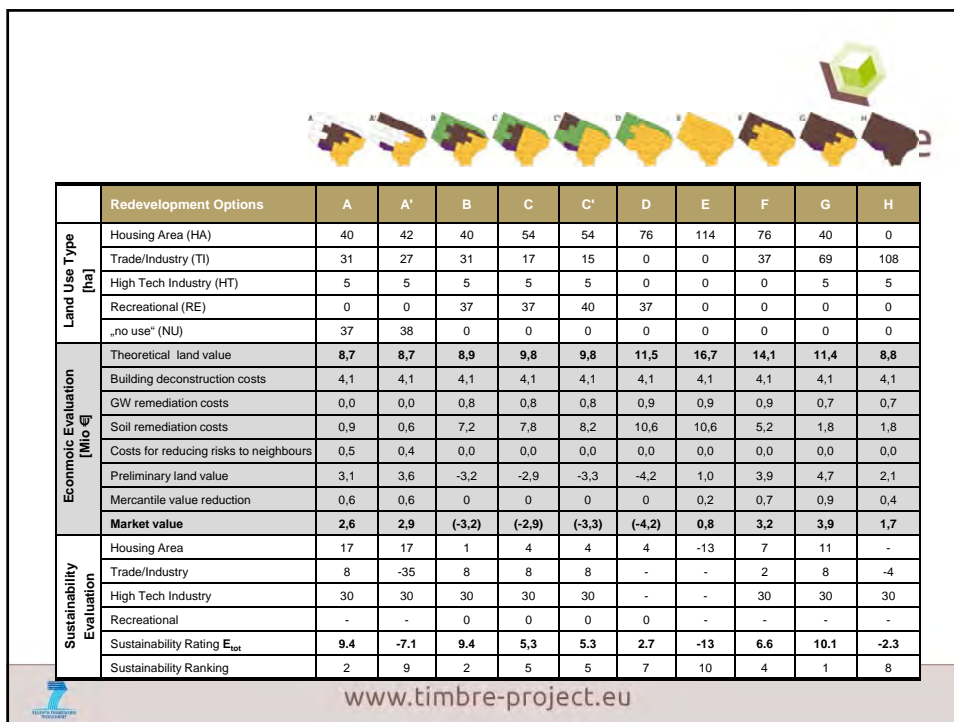 A A' B C C' D E F G H
e
Redevelopment Options A A' B C C' D E F G H
Land Use Type [ha]
Housing Area (HA) 40 42 40 54 54 76 114 76 40 0
Trade/Industry (TI) 31 27 31 17 15 0 0 37 69 108
High Tech Industry (HT) 5 5 5 5 5 0 0 0 5 5
Recreational (RE) 0 0 37 37 40 37 0 0 0 0
„no use“ (NU) 37 38 0 0 0 0 0 0 0 0
Econmoic Evaluation [Mio €]
Theoretical land value 8,7 8,7 8,9 9,8 9,8 11,5 16,7 14,1 11,4 8,8
Building deconstruction costs 4,1 4,1 4,1 4,1 4,1 4,1 4,1 4,1 4,1 4,1
GW remediation costs 0,0 0,0 0,8 0,8 0,8 0,9 0,9 0,9 0,7 0,7
Soil remediation costs 0,9 0,6 7,2 7,8 8,2 10,6 10,6 5,2 1,8 1,8
Costs for reducing risks to neighbours 0,5 0,4 0,0 0,0 0,0 0,0 0,0 0,0 0,0 0,0
Preliminary land value 3,1 3,6 -3,2 -2,9 -3,3 -4,2 1,0 3,9 4,7 2,1
Mercantile value reduction 0,6 0,6 0 0 0 0 0,2 0,7 0,9 0,4
Market value 2,6 2,9 (-3,2) (-2,9) (-3,3) (-4,2) 0,8 3,2 3,9 1,7
Sustainability Evaluation
Housing Area 17 17 1 4 4 4 -13 7 11 -
Trade/Industry 8 -35 8 8 8 - - 2 8 -4
High Tech Industry 30 30 30 30 30 - - 30 30 30
Recreational - - 0 0 0 0 - - - -
Sustainability Rating Etot 9.4 -7.1 9.4 5,3 5.3 2.7 -13 6.6 10.1 -2.3
Sustainability Ranking 2 9 2 5 5 7 10 4 1 8
www.timbre-project.eu